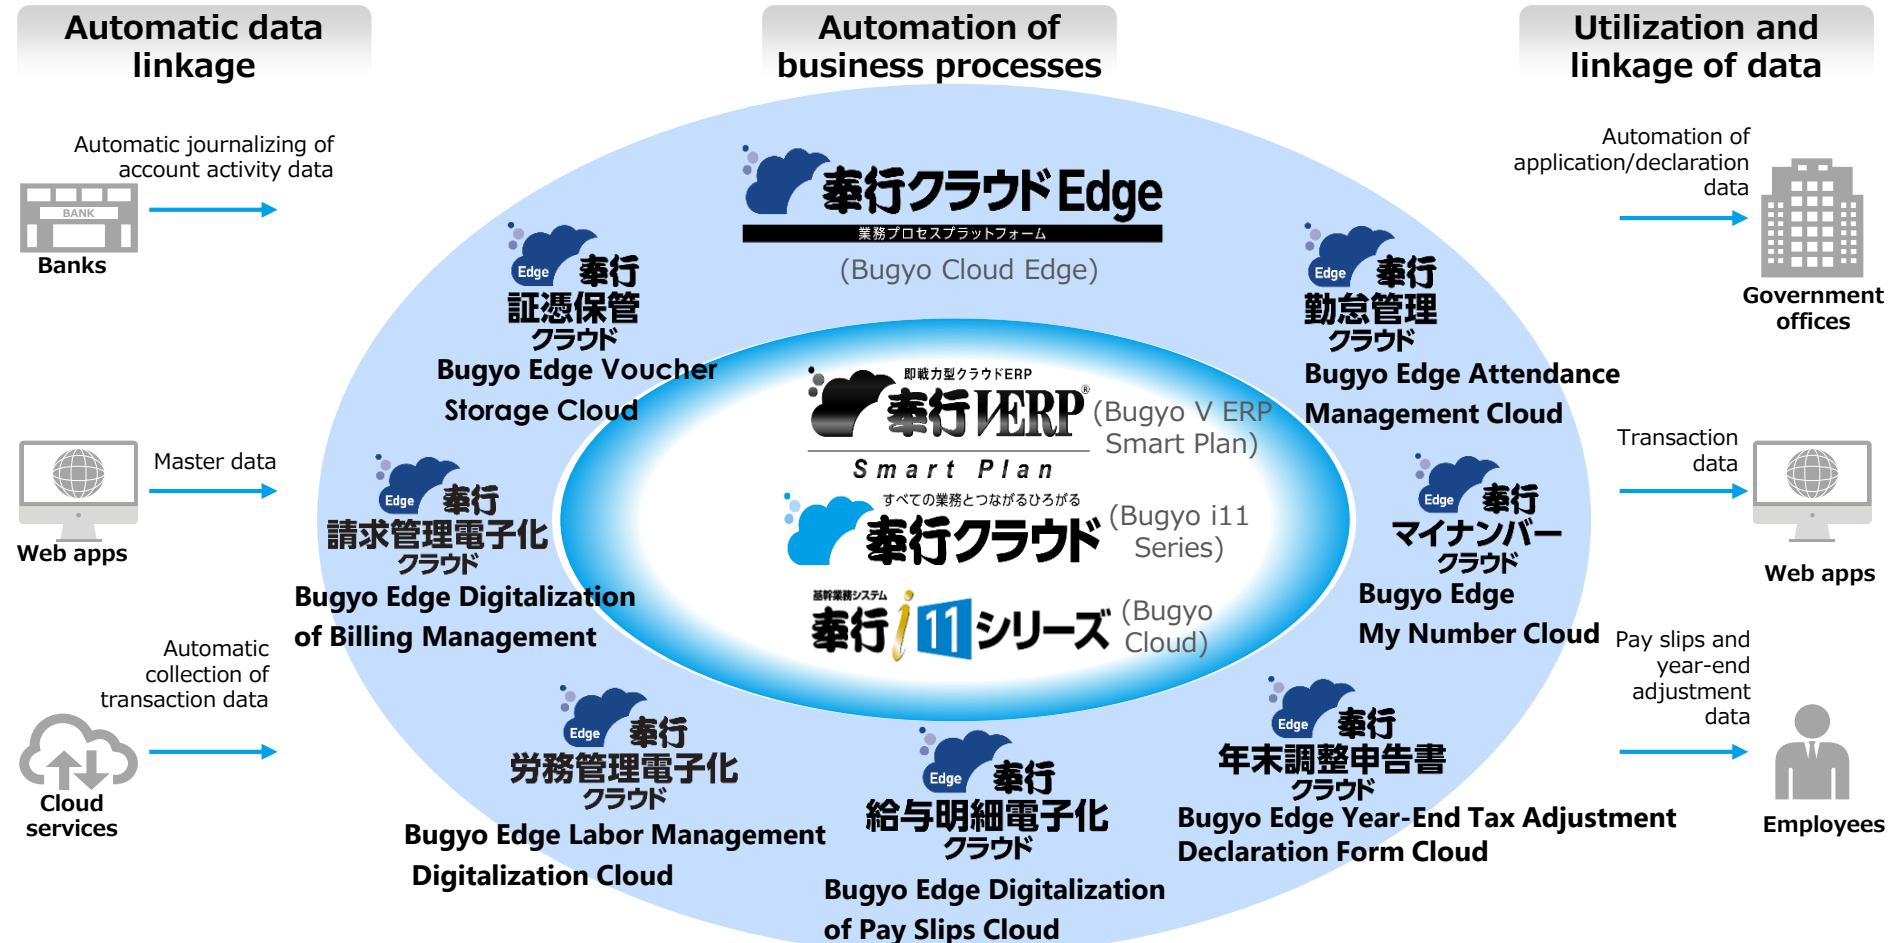 Automatic data
linkage
Automation of
business processes
Utilization and
linkage of data
Automatic journalizing of
account activity data
BANK
Banks
Master data
Web apps
Automatic
collection of
transaction data
Cloud
services
奉行クラウド Edge
業務プロセスプラットフォーム
(Bugyo Cloud Edge)
Edge 奉行
証憑保管
クラウド
Bugyo Edge Voucher
Storage Cloud
Edge 奉行
請求管理電子化
クラウド
Bugyo Edge Digitalization
of Billing Management
Edge 奉行
労務管理電子化
クラウド
Bugyo Edge Labor Management
Digitalization Cloud
即戦力型クラウドERP
奉行VERP®
Smart Plan
(Bugyo V ERP
Smart Plan)
すべての業務とつながるひろがる
奉行クラウド
(Bugyo i11
Series)
基幹業務システム
奉行i11シリーズ
(Bugyo
Cloud)
Edge 奉行
給与明細電子化
クラウド
Bugyo Edge Digitalization
of Pay Slips Cloud
Edge 奉行
勤怠管理
クラウド
Bugyo Edge Attendance
Management Cloud
Edge 奉行
マイナンバー
クラウド
Bugyo Edge
My Number Cloud
Edge 奉行
年末調整申告書
クラウド
Bugyo Edge Year-End Tax Adjustment
Declaration Form Cloud
Automation of
application/declaration
data
Government
offices
Transaction
data
Web apps
Pay slips and
year-end
adjustment
data
Employees